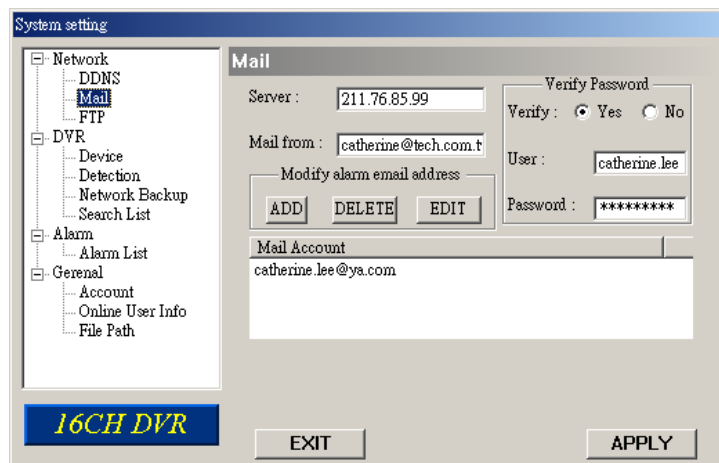 System setting
Network
DDNS
Mail
FTP
DVR
Device
Detection
Network Backup
Search List
Alarm
Alarm List
Gerenal
Account
Online User Info
File Path
16CH DVR
Mail
Server : 211.76.85.99
Mail from : catherine@tech.com.t
Modify alarm email address
ADD DELETE EDIT
Verify Password
Verify : Yes No
User : catherine.lee
Password : *********
Mail Account
catherine.lee@ya.com
EXIT APPLY